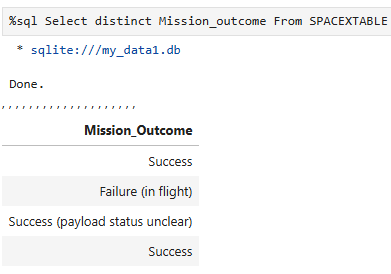 %sql Select distinct Mission_outcome From SPACEXTABLE
* sqlite:///my_data1.db
Done.
, , , , , , , , , , , , , , , , , , , ,
Mission_Outcome
Success
Failure (in flight)
Success (payload status unclear)
Success